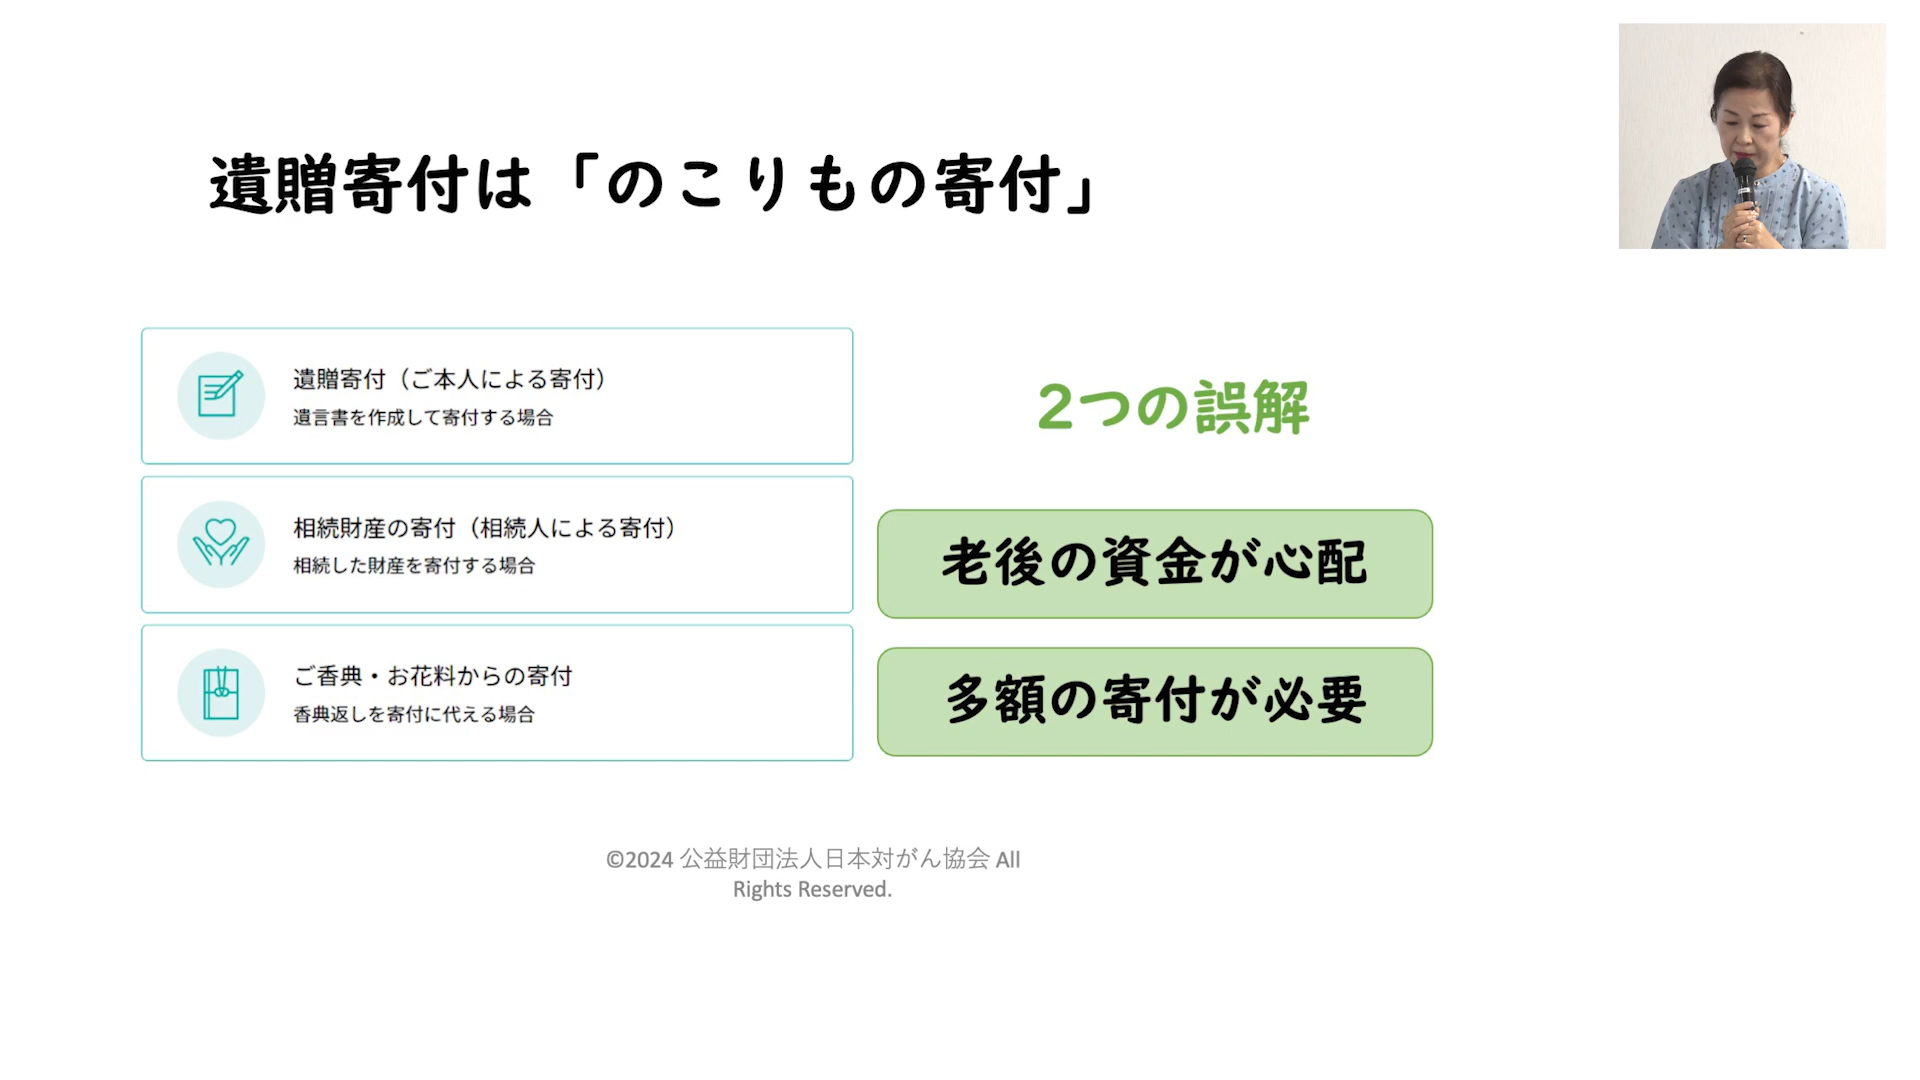 遺贈寄付は「のこりもの寄付」
遺贈寄付（ご本人による寄付）
遺言書を作成して寄付する場合
相続財産の寄付（相続人による寄付）
相続した財産を寄付する場合
ご香典・お花料からの寄付
香典返しを寄付に代える場合
2つの誤解
老後の資金が心配
多額の寄付が必要
©2024 公益財団法人日本対がん協会 All
Rights Reserved.